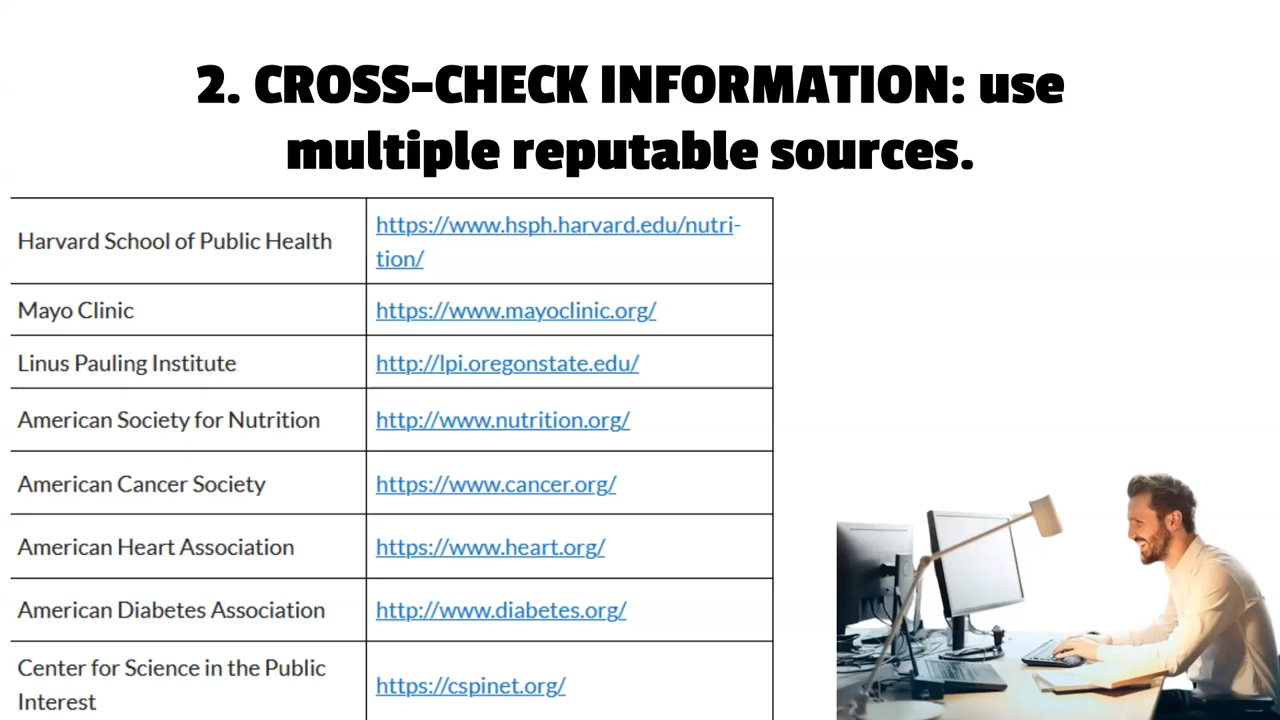 2. CROSS-CHECK INFORMATION: use
multiple reputable sources.
Harvard School of Public Health
https://www.hsph.harvard.edu/nutri-
tion/
Mayo Clinic
https://www.mayoclinic.org/
Linus Pauling Institute
http://lpi.oregonstate.edu/
American Society for Nutrition
http://www.nutrition.org/
American Cancer Society
https://www.cancer.org/
American Heart Association
https://www.heart.org/
American Diabetes Association
http://www.diabetes.org/
Center for Science in the Public
Interest
https://cspinet.org/